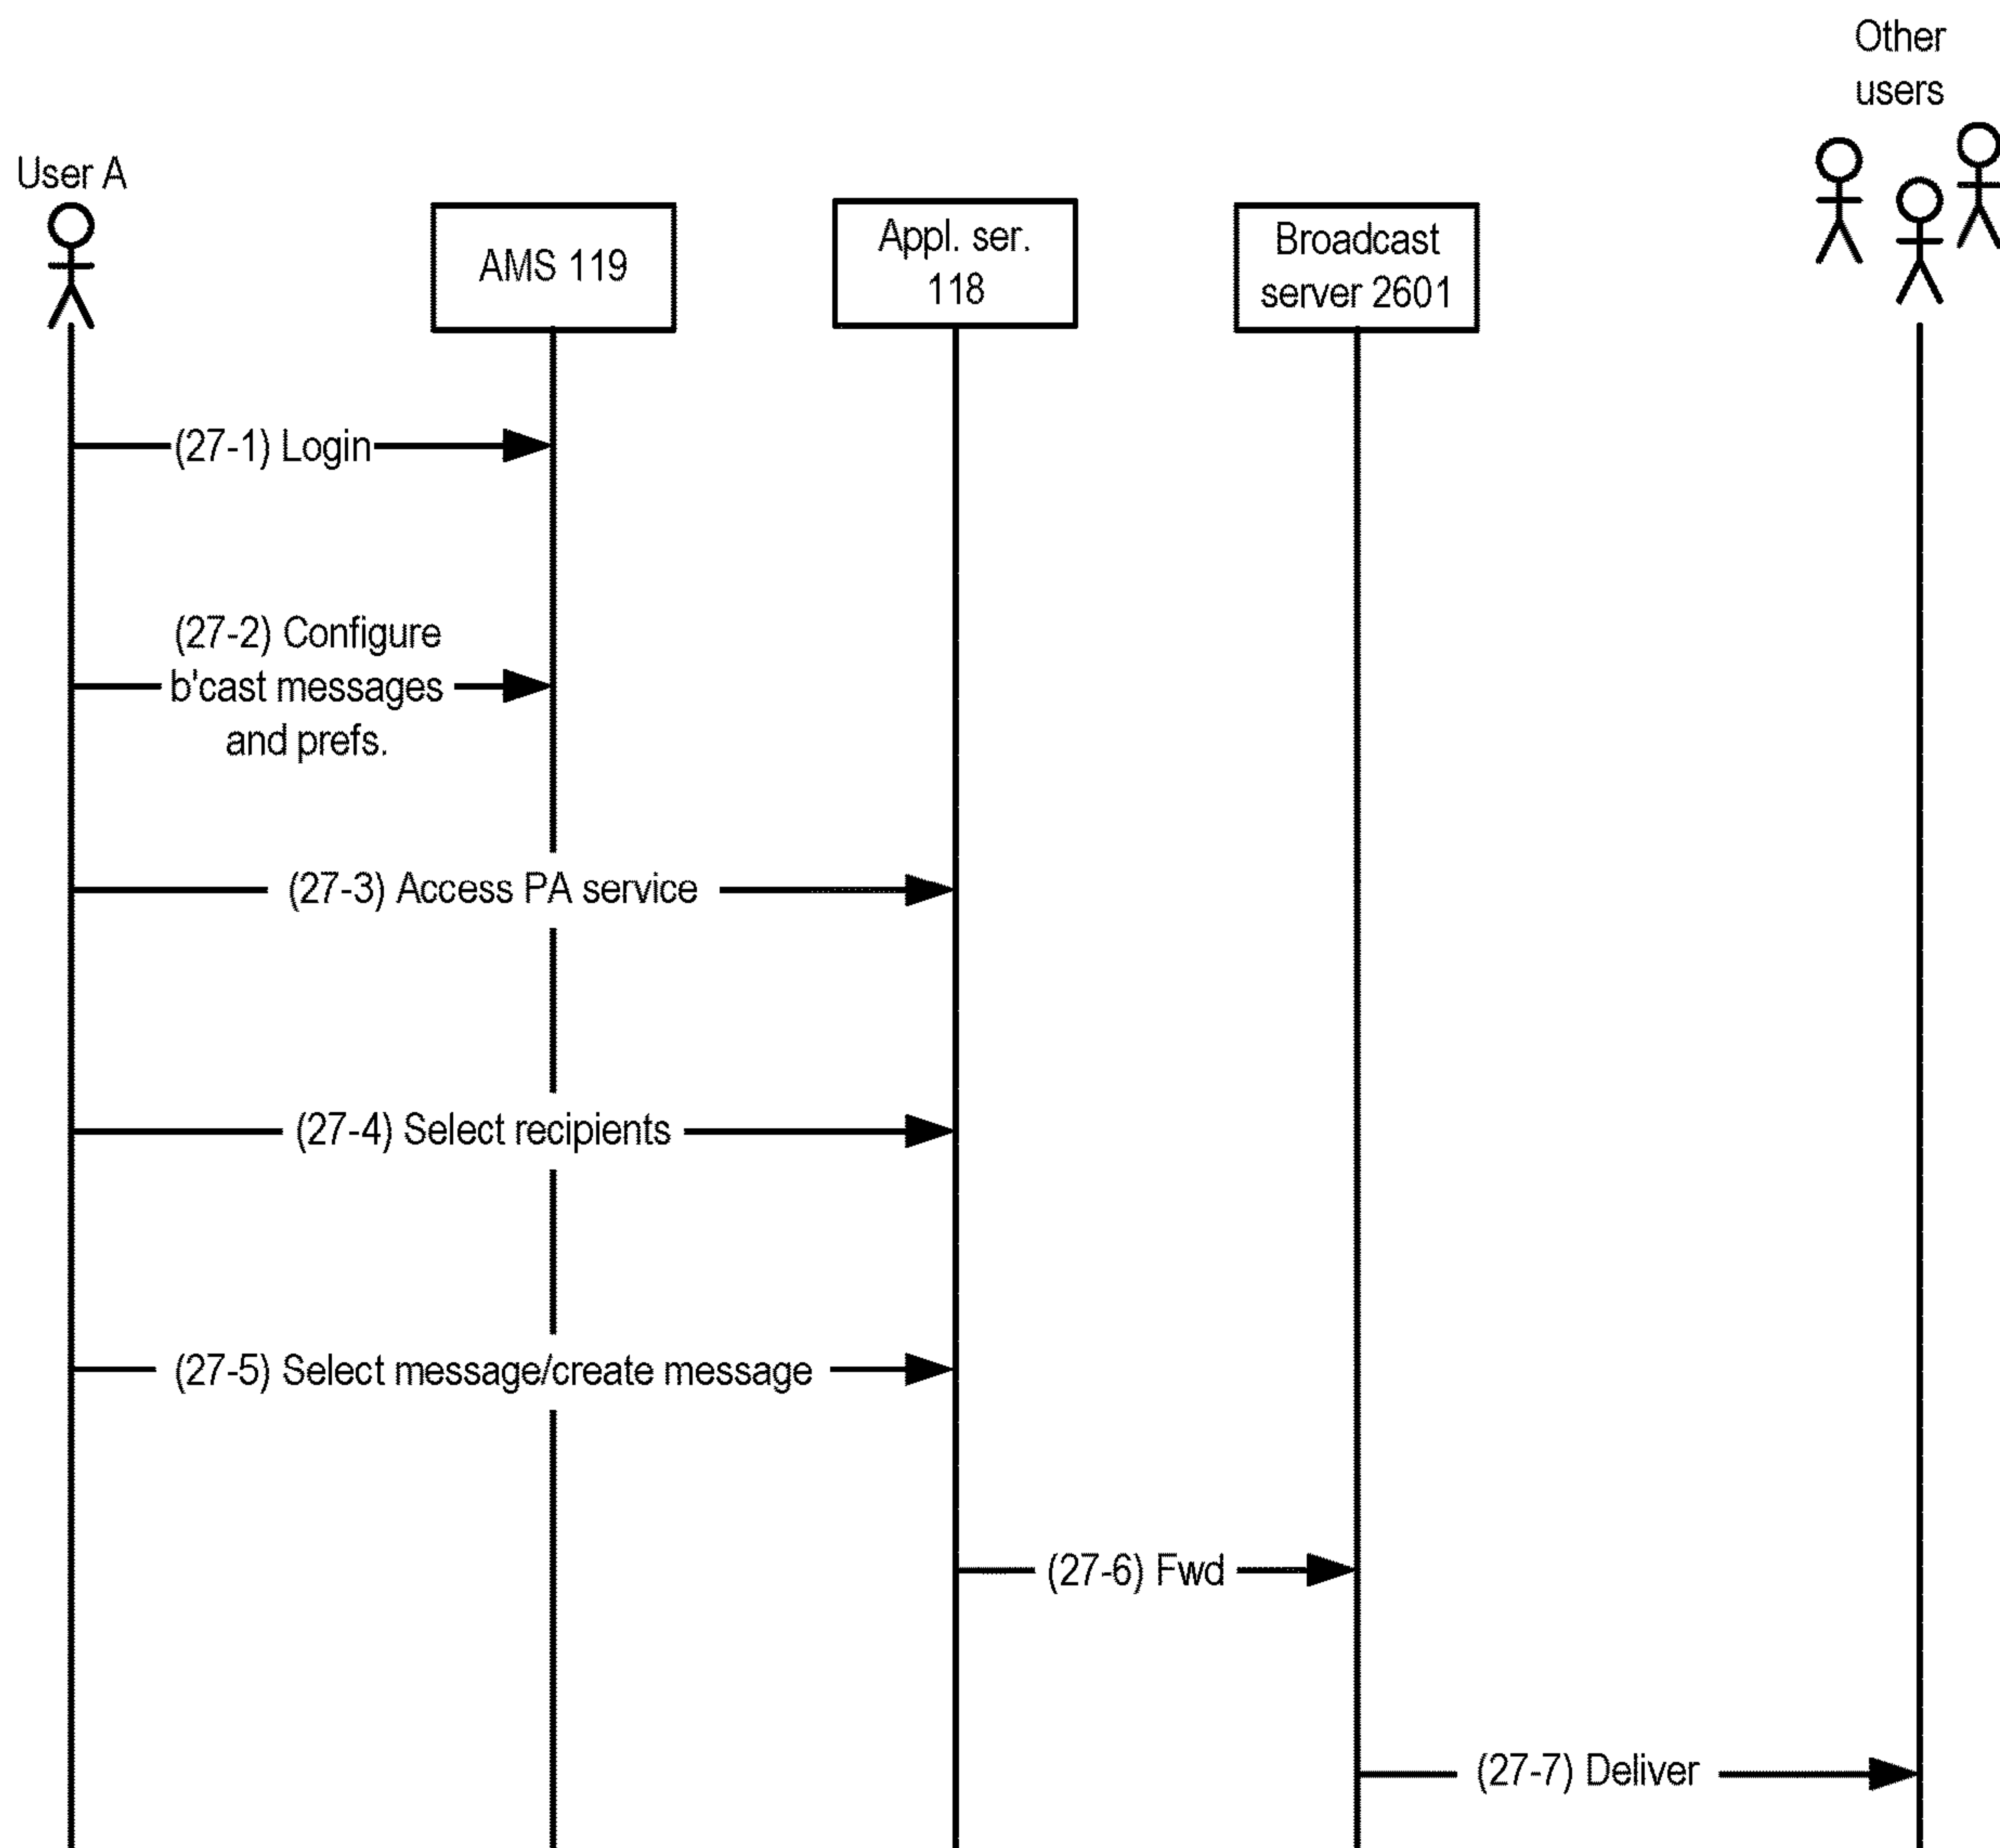 Other
users
User A
AMS 119
Appl. ser.
118
Broadcast
server 2601
(27-1) Login
(27-2) Configure
b'cast messages
and prefs.
(27-3) Access PA service
(27-4) Select recipients
(27-5) Select message/create message
(27-6) Fwd
(27-7) Deliver